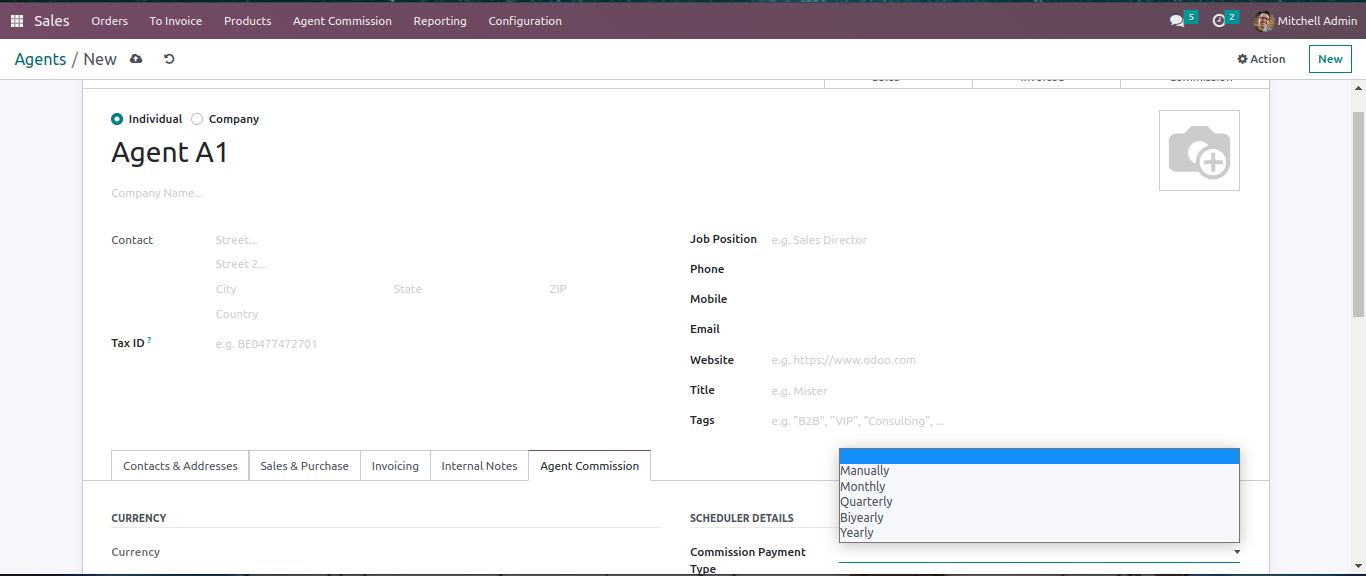 Sales Orders To Invoice Products Agent Commission Reporting Configuration 5 2 Mitchell Admin
Agents / New Action New
Individual Company
Agent A1
Company Name...
Contact Street...
Street 2...
City State ZIP
Country
Tax ID ? e.g. BE0477472701
Job Position e.g. Sales Director
Phone
Mobile
Email
Website e.g. https://www.odoo.com
Title e.g. Mister
Tags e.g. "B2B", "VIP", "Consulting", ...
Contacts & Addresses Sales & Purchase Invoicing Internal Notes Agent Commission
CURRENCY
Currency
SCHEDULER DETAILS
Commission Payment
Type
Manually
Monthly
Quarterly
Biyearly
Yearly